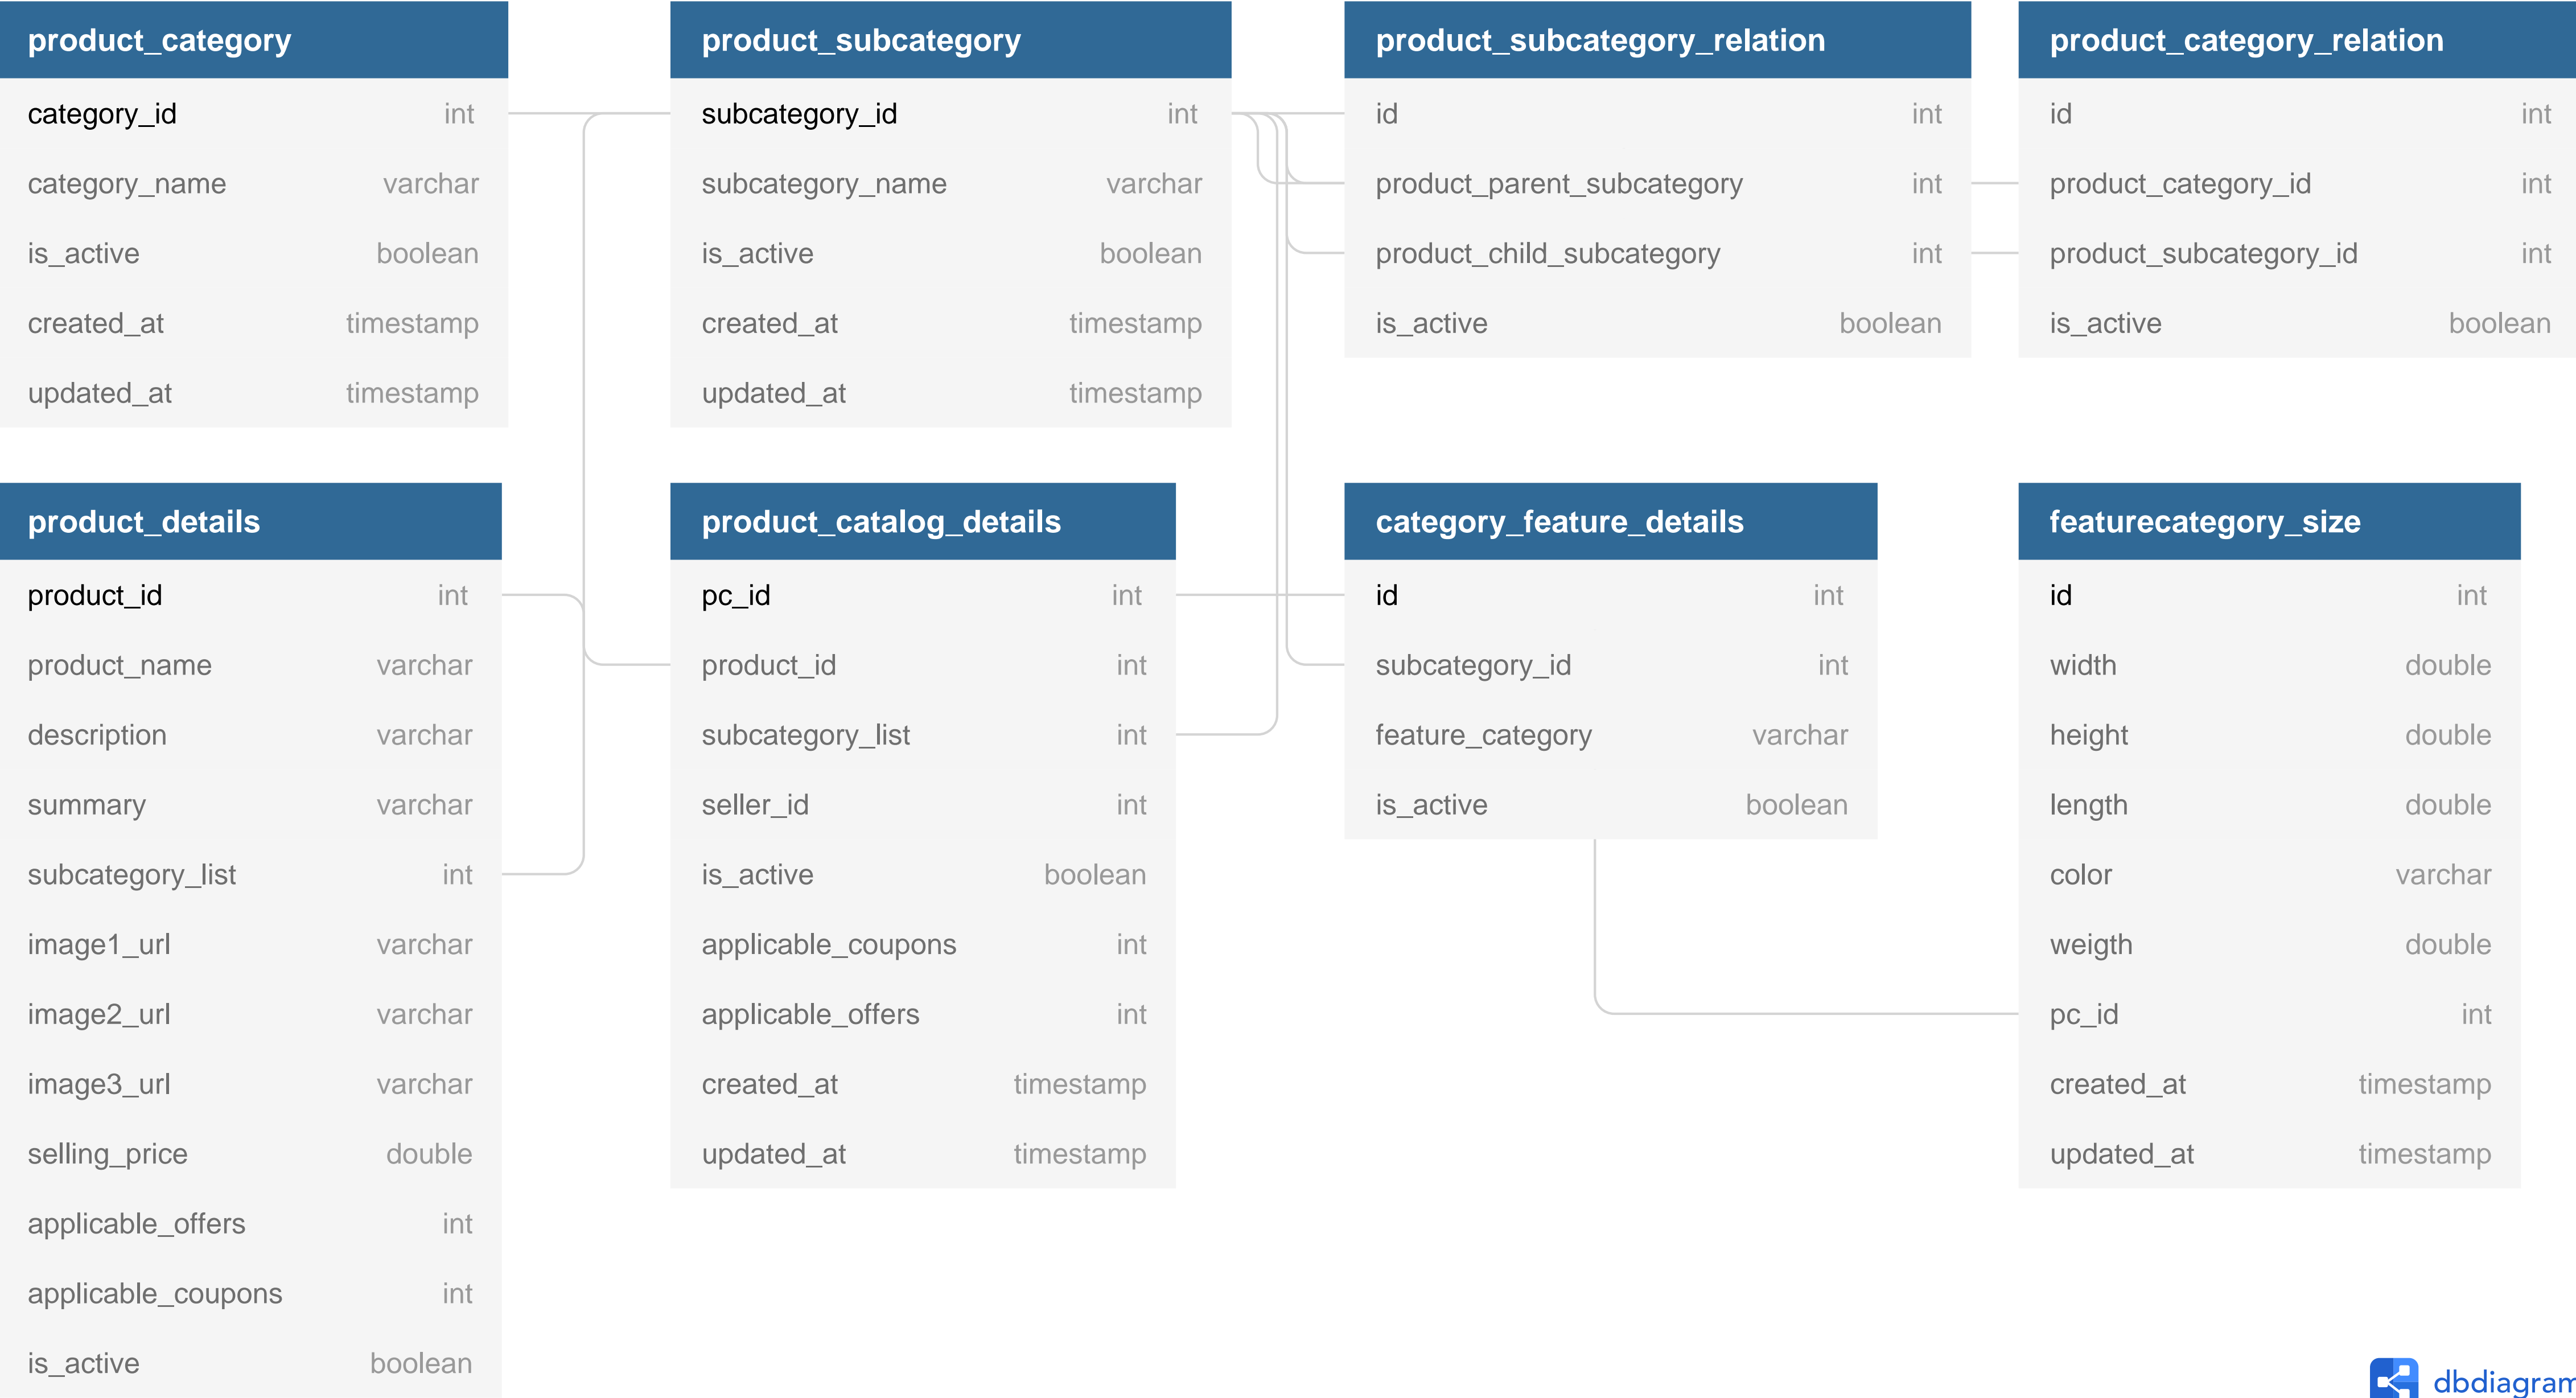 product_category
category_id int
category_name varchar
is_active boolean
created_at timestamp
updated_at timestamp
product_subcategory
subcategory_id int
subcategory_name varchar
is_active boolean
created_at timestamp
updated_at timestamp
product_subcategory_relation
id int
product_parent_subcategory int
product_child_subcategory int
is_active boolean
product_category_relation
id int
product_category_id int
product_subcategory_id int
is_active boolean
product_details
product_id int
product_name varchar
description varchar
summary varchar
subcategory_list int
image1_url varchar
image2_url varchar
image3_url varchar
selling_price double
applicable_offers int
applicable_coupons int
is_active boolean
product_catalog_details
pc_id int
product_id int
subcategory_list int
seller_id int
is_active boolean
applicable_coupons int
applicable_offers int
created_at timestamp
updated_at timestamp
category_feature_details
id int
subcategory_id int
feature_category varchar
is_active boolean
featurecategory_size
id int
width double
height double
length double
color varchar
weigth double
pc_id int
created_at timestamp
updated_at timestamp
dbdiagram